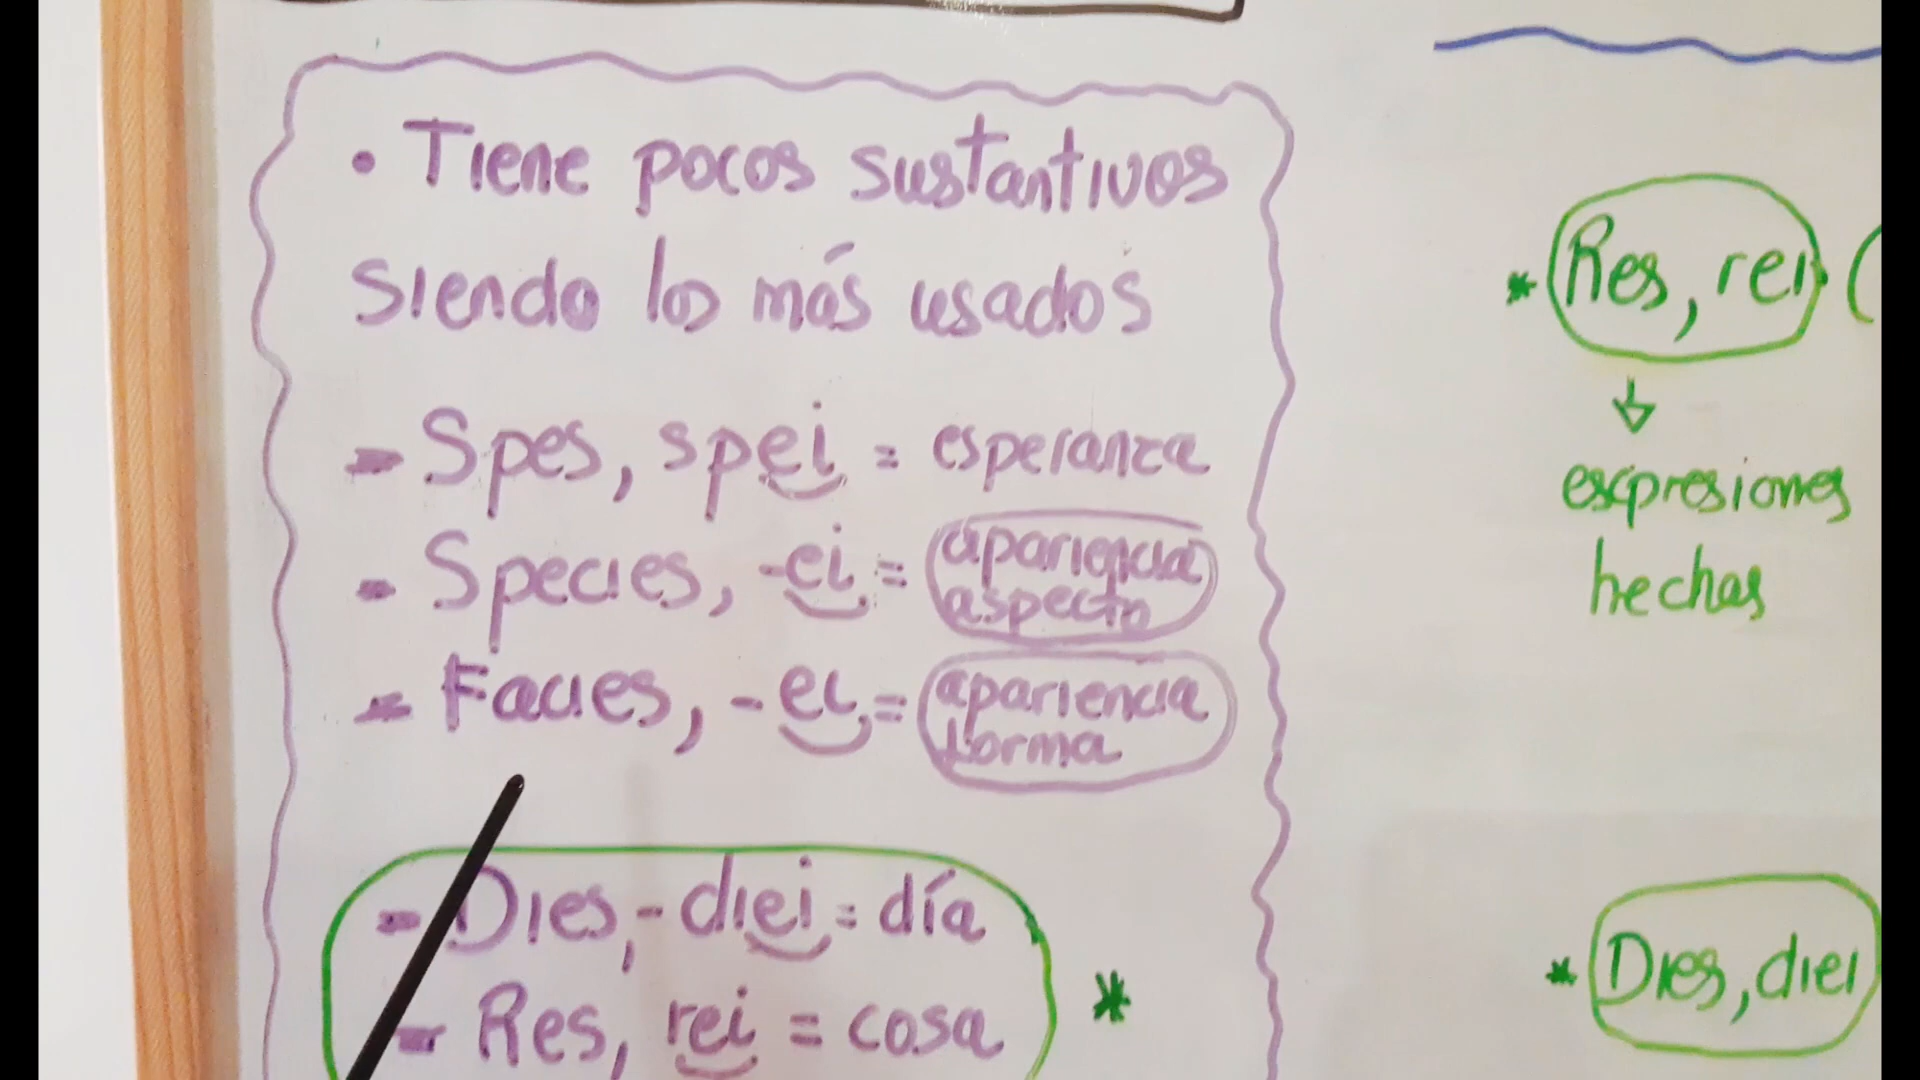 • Tiene pocos sustantivos
siendo los más usados
- Spes, spei = esperanza
- Species, -ei = apariencia
aspecto
- Facies, -ei = apariencia
forma
- Dies, - diei = día
- Res, rei = cosa
*
* Res, rei (
expresiones
hechas
* Dies, diei